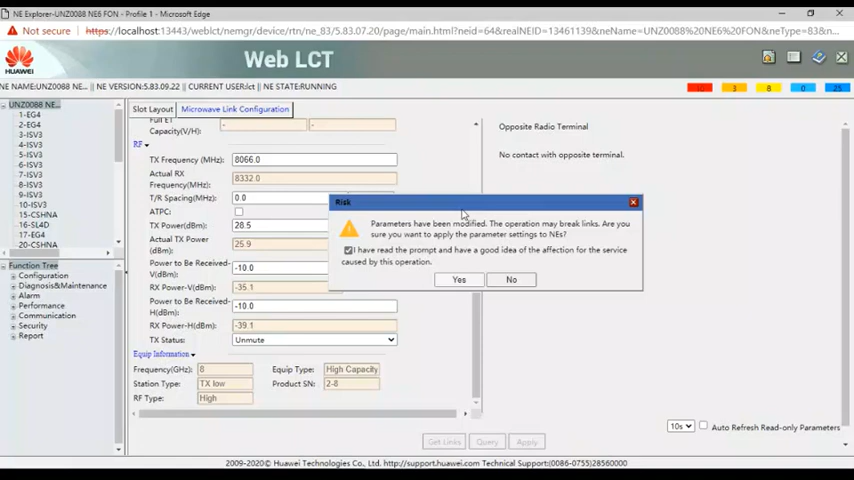 NE Explorer-UNZ0088 NE6 FON - Profile 1 - Microsoft Edge
Not secure | https://localhost:13443/weblct/nemgr/device/rtn/ne_83/5.83.07.20/page/main.html?neid=64&realNEID=13461139&neName=UNZ0088%20NE6%20FON&neType=83&...
HUAWEI
Web LCT
NE NAME:UNZ0088 NE... || NE VERSION:5.83.09.22 || CURRENT USER:lct || NE STATE:RUNNING
3 8 0 25
UNZ0088 NE...
1-EG4
2-EG4
3-ISV3
4-ISV3
5-ISV3
6-ISV3
7-ISV3
8-ISV3
9-ISV3
10-ISV3
15-CSHNA
16-SL4D
17-EG4
20-CSHNA
Function Tree
Configuration
Diagnosis&Maintenance
Alarm
Performance
Communication
Security
Report
Slot Layout
Microwave Link Configuration
Full ET
Capacity(V/H)
-
-
RF
TX Frequency (MHz):
8066.0
Actual RX
Frequency(MHz):
8332.0
T/R Spacing(MHz):
0.0
ATPC:
TX Power(dBm):
28.5
Actual TX Power
(dBm):
25.9
Power to be Received-
V(dBm):
-10.0
RX Power-V(dBm):
-35.1
Power to be Received-
H(dBm):
-10.0
RX Power-H(dBm):
-39.1
TX Status:
Unmute
Equip Information
Frequency(GHz):
8
Equip Type:
High Capacity
Station Type:
TX low
Product SN:
2-8
RF Type:
High
Opposite Radio Terminal
No contact with opposite terminal.
Risk
Parameters have been modified. The operation may break links. Are you
sure you want to apply the parameter settings to NEs?
I have read the prompt and have a good idea of the affection for the service
caused by this operation.
Yes
No
10s
Auto Refresh Read-only Parameters
Get Links
Query
Apply
2009-2020© Huawei Technologies Co., Ltd http://support.huawei.com Technical Support:(0086-0755)28560000